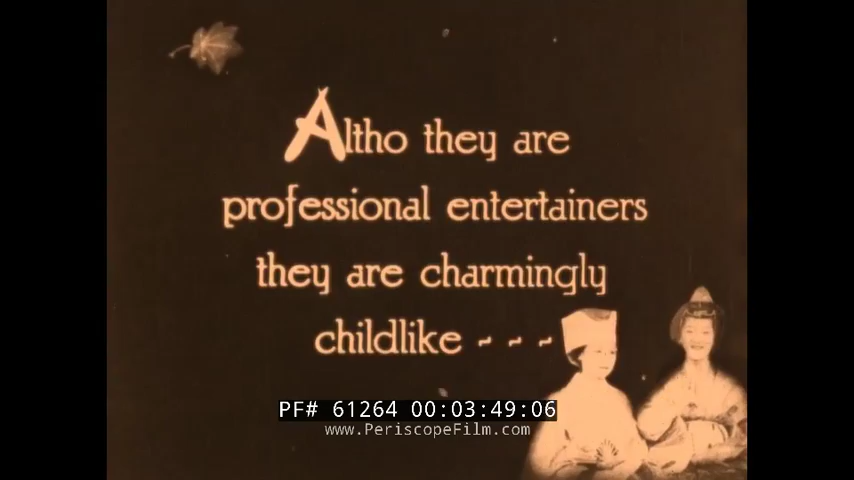 Altho they are
professional entertainers
they are charmingly
childlike - - -
PF# 61264 00:03:49:06
www.PeriscopeFilm.com